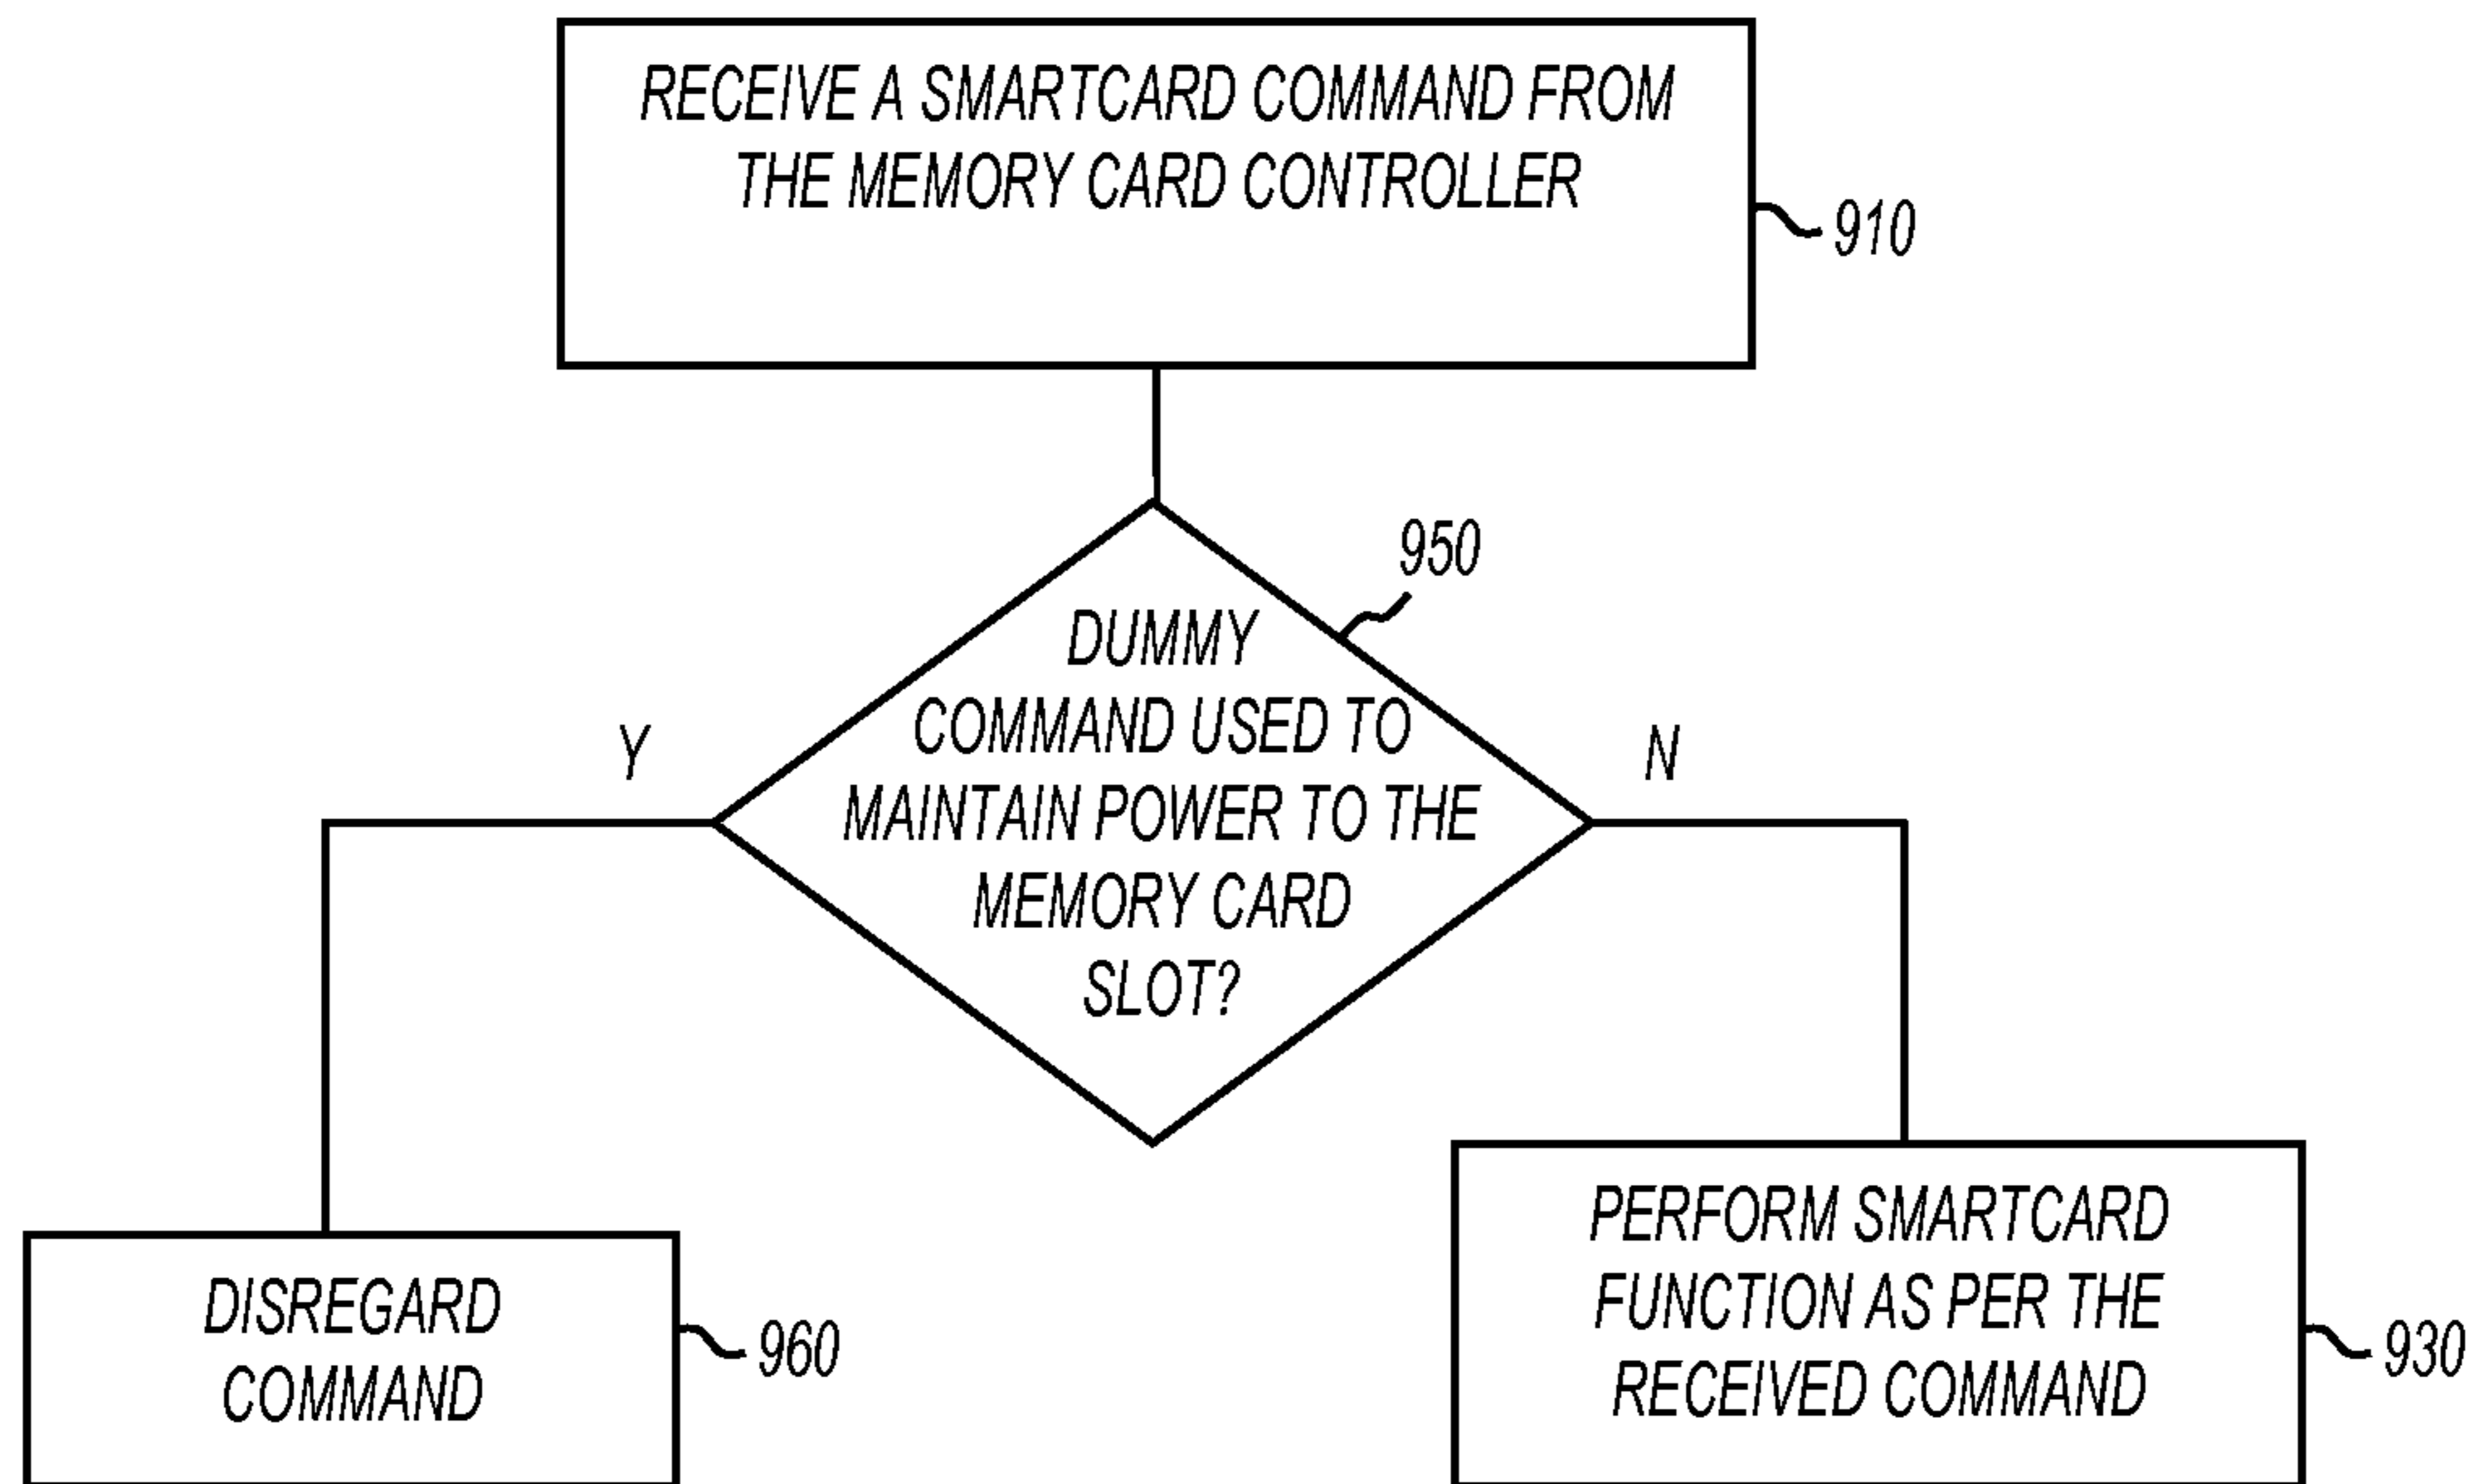 RECEIVE A SMARTCARD COMMAND FROM
THE MEMORY CARD CONTROLLER
910
950
DUMMY
COMMAND USED TO
MAINTAIN POWER TO THE
MEMORY CARD
SLOT?
Y
N
DISREGARD
COMMAND
960
PERFORM SMARTCARD
FUNCTION AS PER THE
RECEIVED COMMAND
930